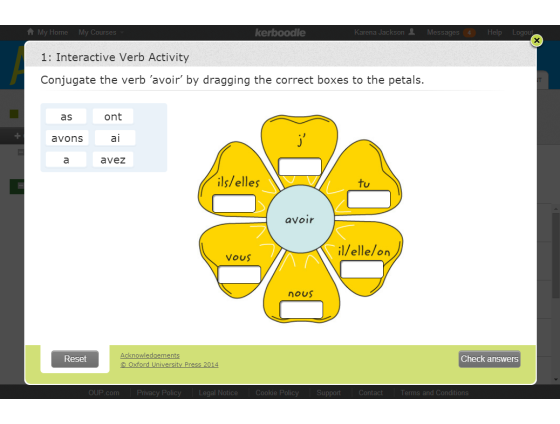 My Home My Courses kerboodle Karena Jackson Messages Help Logout
1: Interactive Verb Activity
Conjugate the verb 'avoir' by dragging the correct boxes to the petals.
as ont
avons ai
a avez
j'
tu
il/elle/on
nous
vous
ils/elles
avoir
Reset
Acknowledgements
© Oxford University Press 2014
Check answers
OUP.com Privacy Policy Legal Notice Cookie Policy Support Contact Terms and Conditions